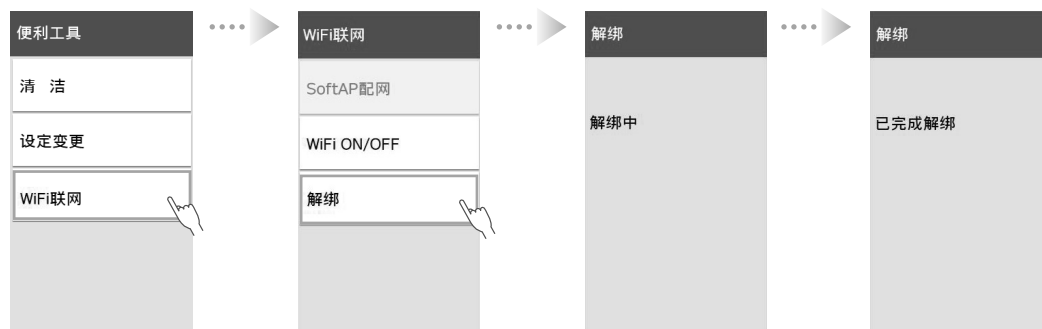 便利工具
清 洁
设定变更
WiFi联网
WiFi联网
SoftAP配网
WiFi ON/OFF
解绑
解绑
解绑中
解绑
已完成解绑